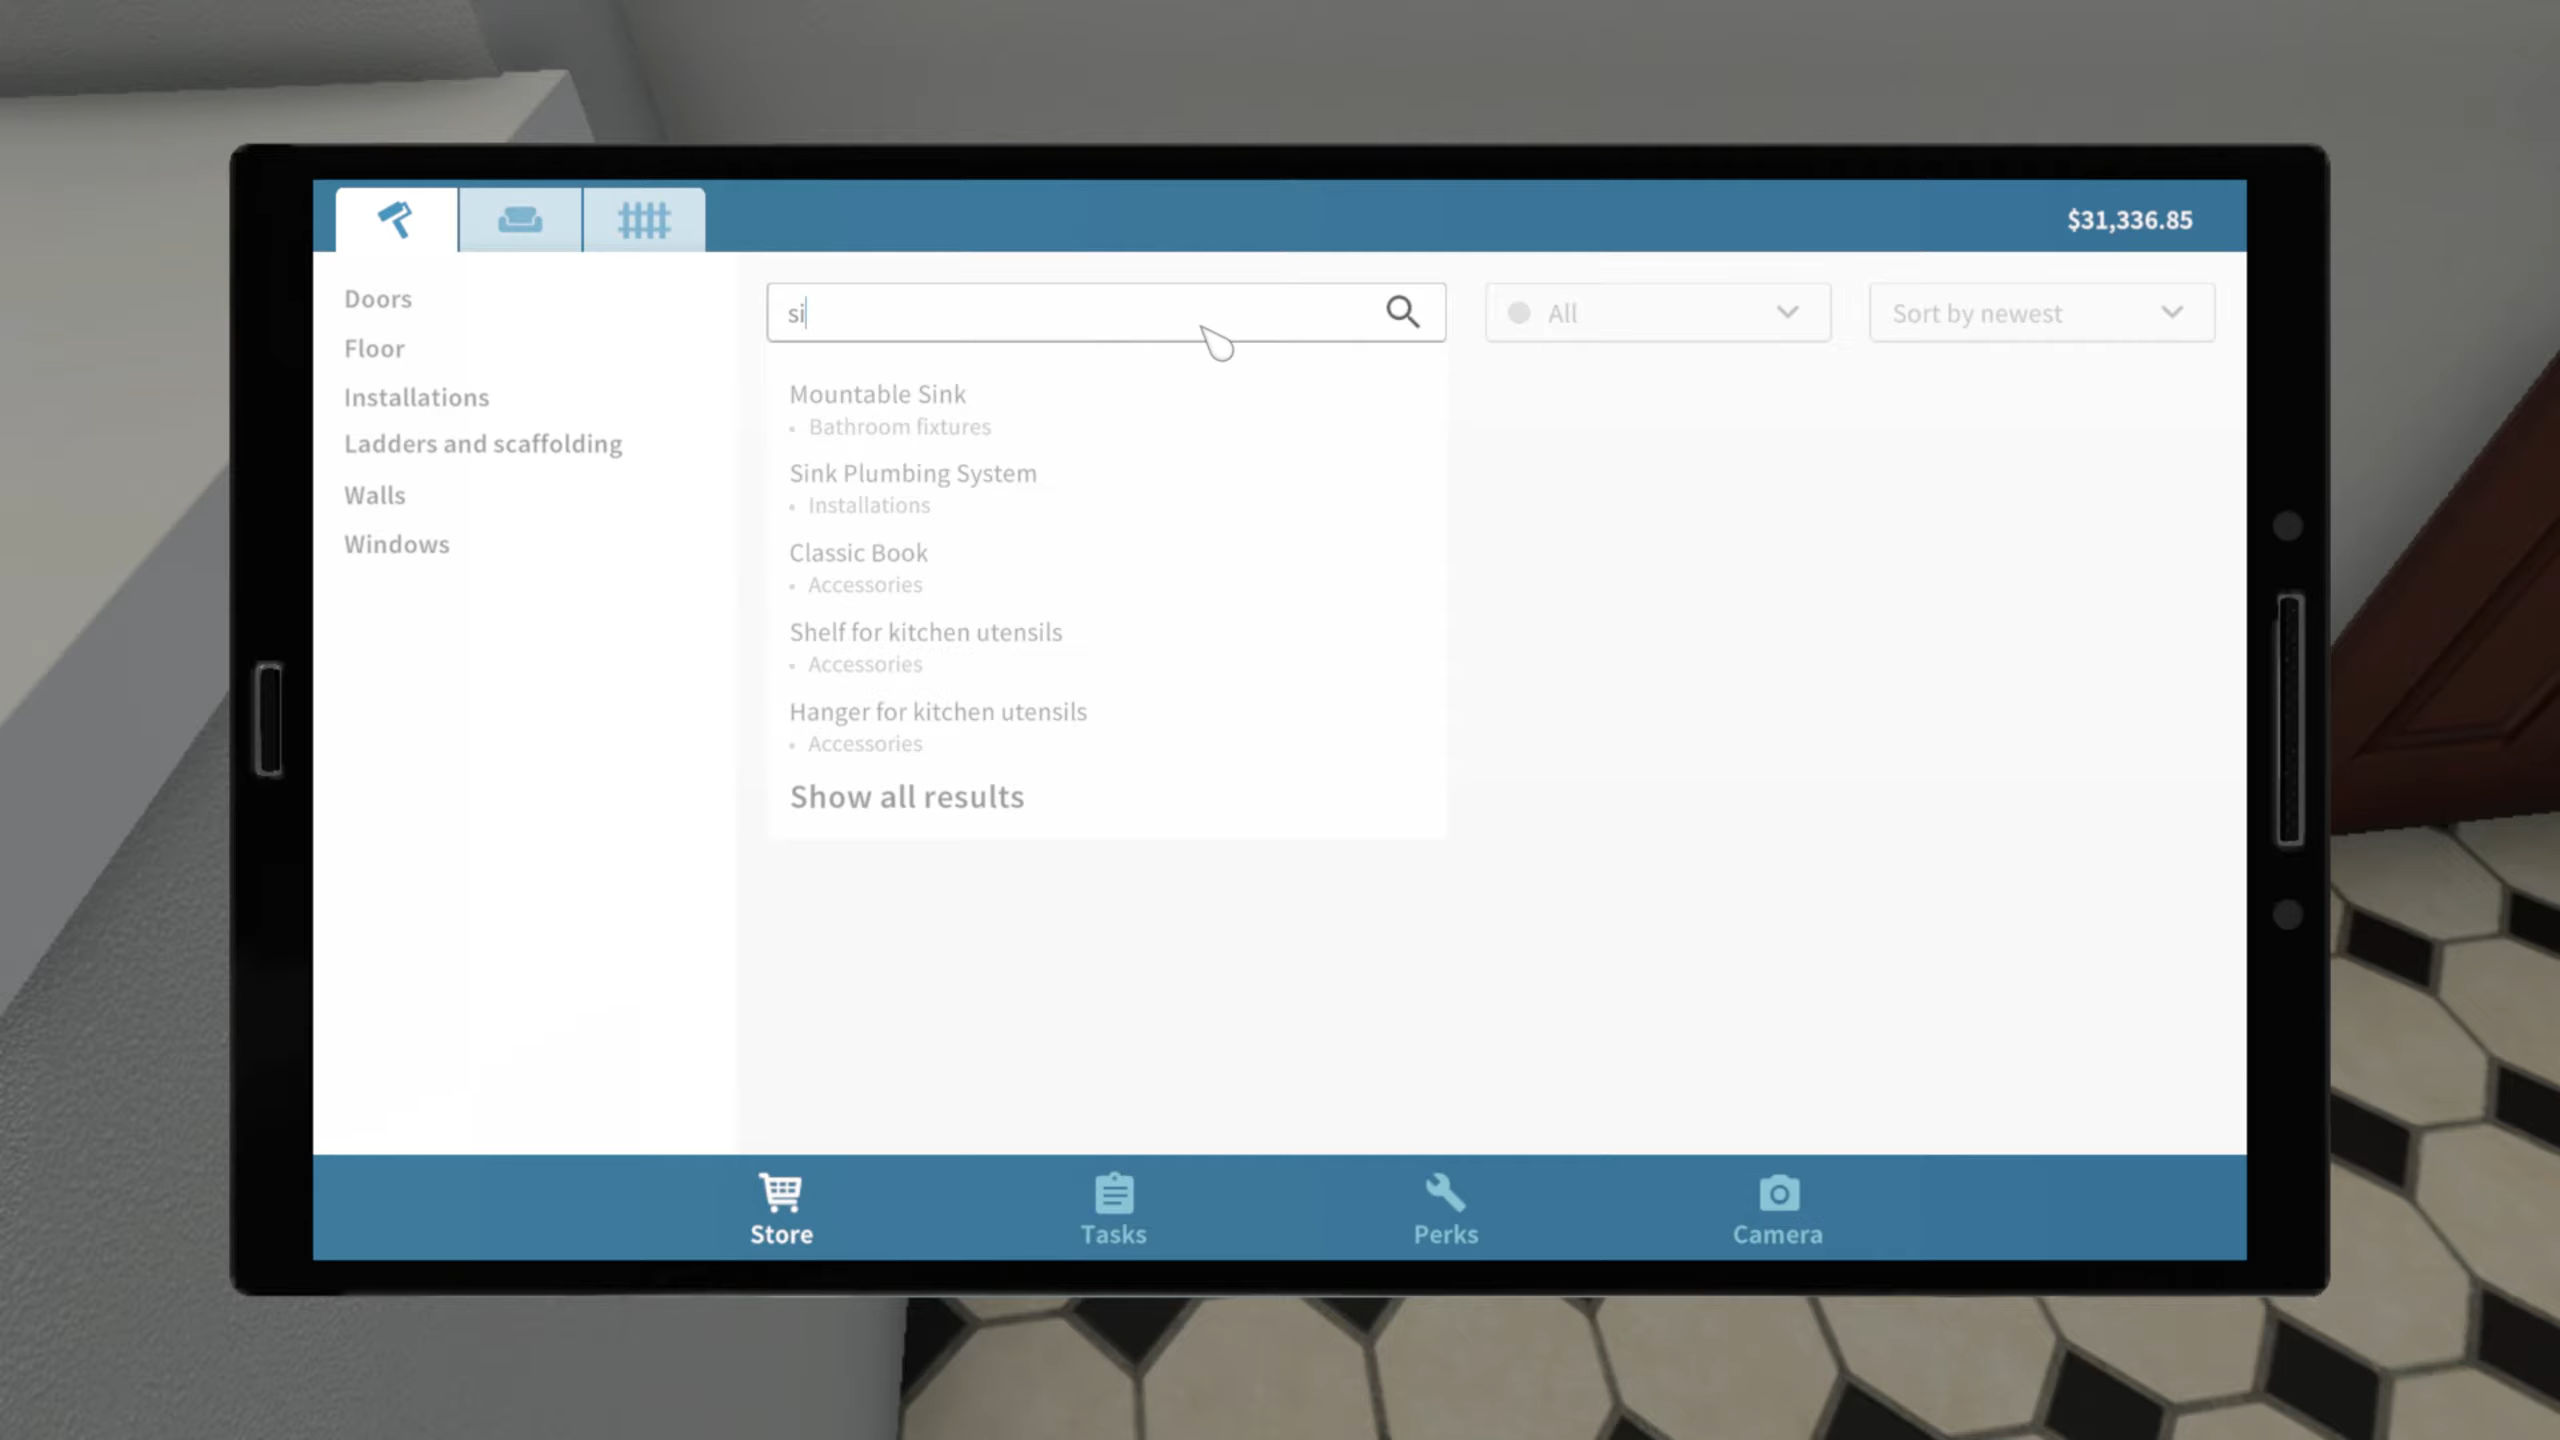 $31,336.85
Doors
Floor
Installations
Ladders and scaffolding
Walls
Windows
si
All
Sort by newest
Mountable Sink
• Bathroom fixtures
Sink Plumbing System
• Installations
Classic Book
• Accessories
Shelf for kitchen utensils
• Accessories
Hanger for kitchen utensils
• Accessories
Show all results
Store
Tasks
Perks
Camera